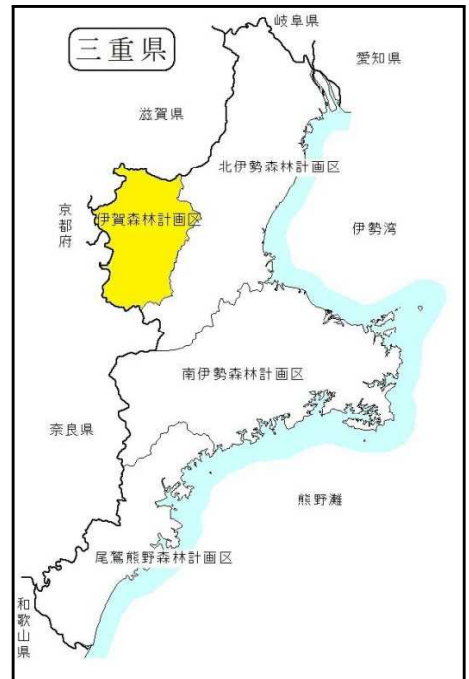 三重県
岐阜県
愛知県
滋賀県
北伊勢森林計画区
京都府
伊賀森林計画区
伊勢湾
南伊勢森林計画区
奈良県
熊野灘
尾鷲熊野森林計画区
和歌山県